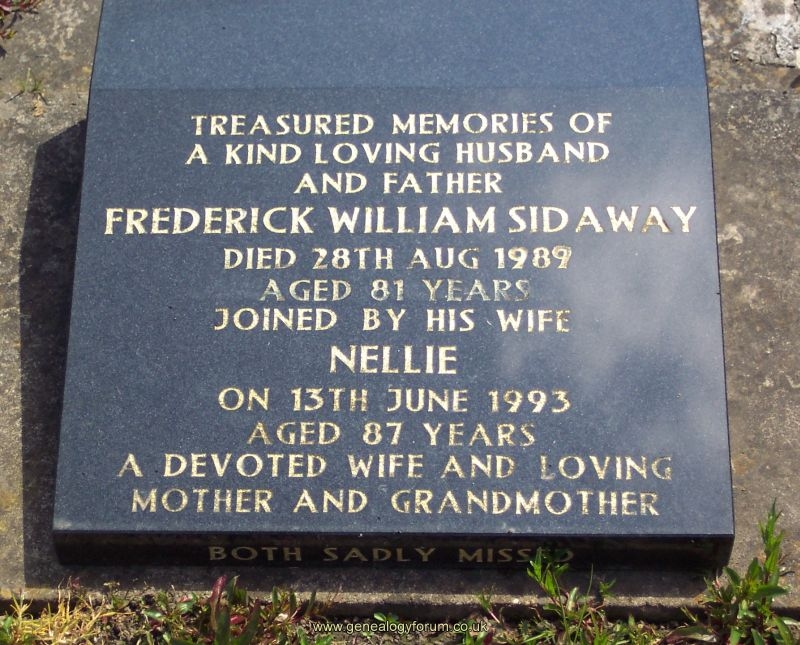 TREASURED MEMORIES OF
A KIND LOVING HUSBAND
AND FATHER
FREDERICK WILLIAM SIDAWAY
DIED 28TH AUG 1989
AGED 81 YEARS
JOINED BY HIS WIFE
NELLIE
ON 13TH JUNE 1993
AGED 87 YEARS
A DEVOTED WIFE AND LOVING
MOTHER AND GRANDMOTHER
BOTH SADLY MISSED
www.genealogyforum.co.uk